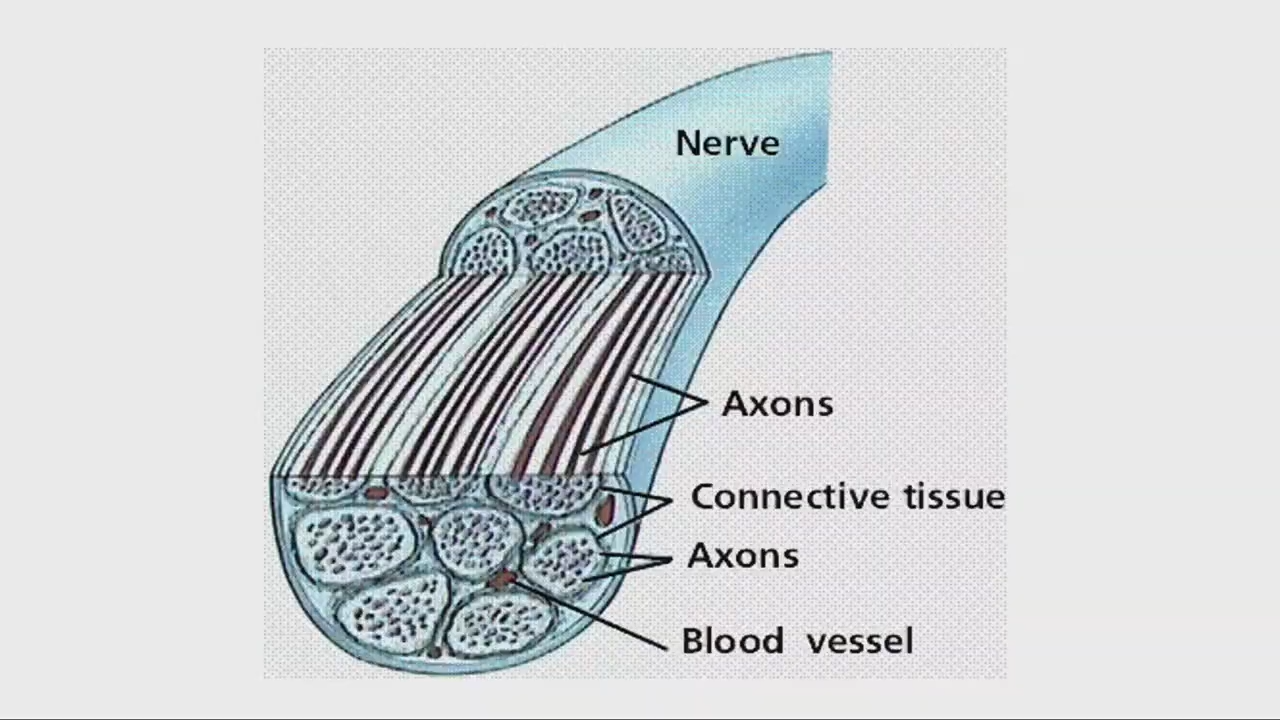 Nerve
Axons
Connective tissue
Axons
Blood vessel